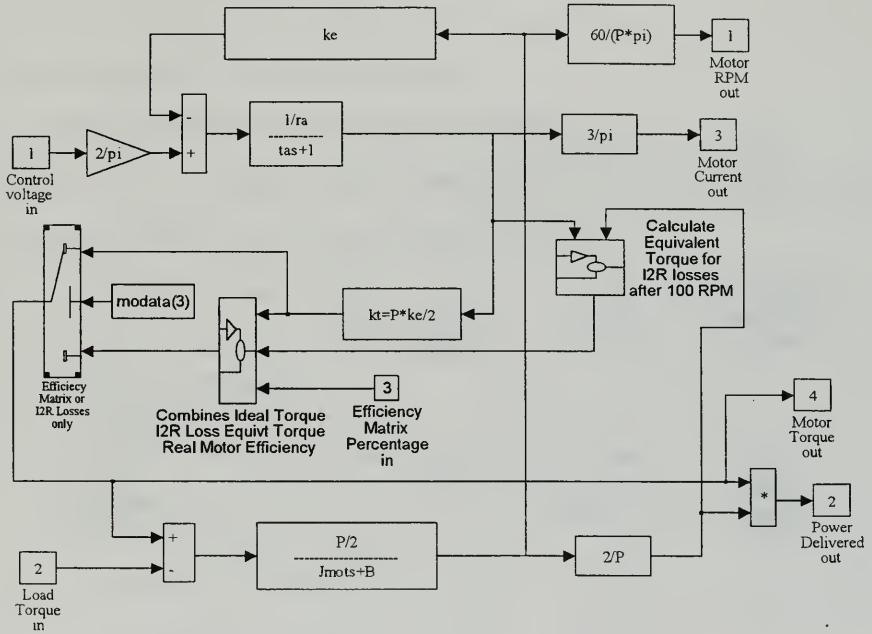 ke
60/(P*pi)
1
Motor
RPM
out
-
+
1/ra
----------
tas+1
3/pi
3
Motor
Current
out
1
Control
voltage
in
2/pi
Calculate
Equivalent
Torque for
I2R losses
after 100 RPM
modata(3)
kt=P*ke/2
Efficiecy
Matrix or
I2R Losses
only
Combines Ideal Torque
I2R Loss Equivt Torque
Real Motor Efficiency
3
Efficiency
Matrix
Percentage
in
4
Motor
Torque
out
*
2
Power
Delivered
out
+
-
P/2
----------------
Jmots+B
2/P
2
Load
Torque
in